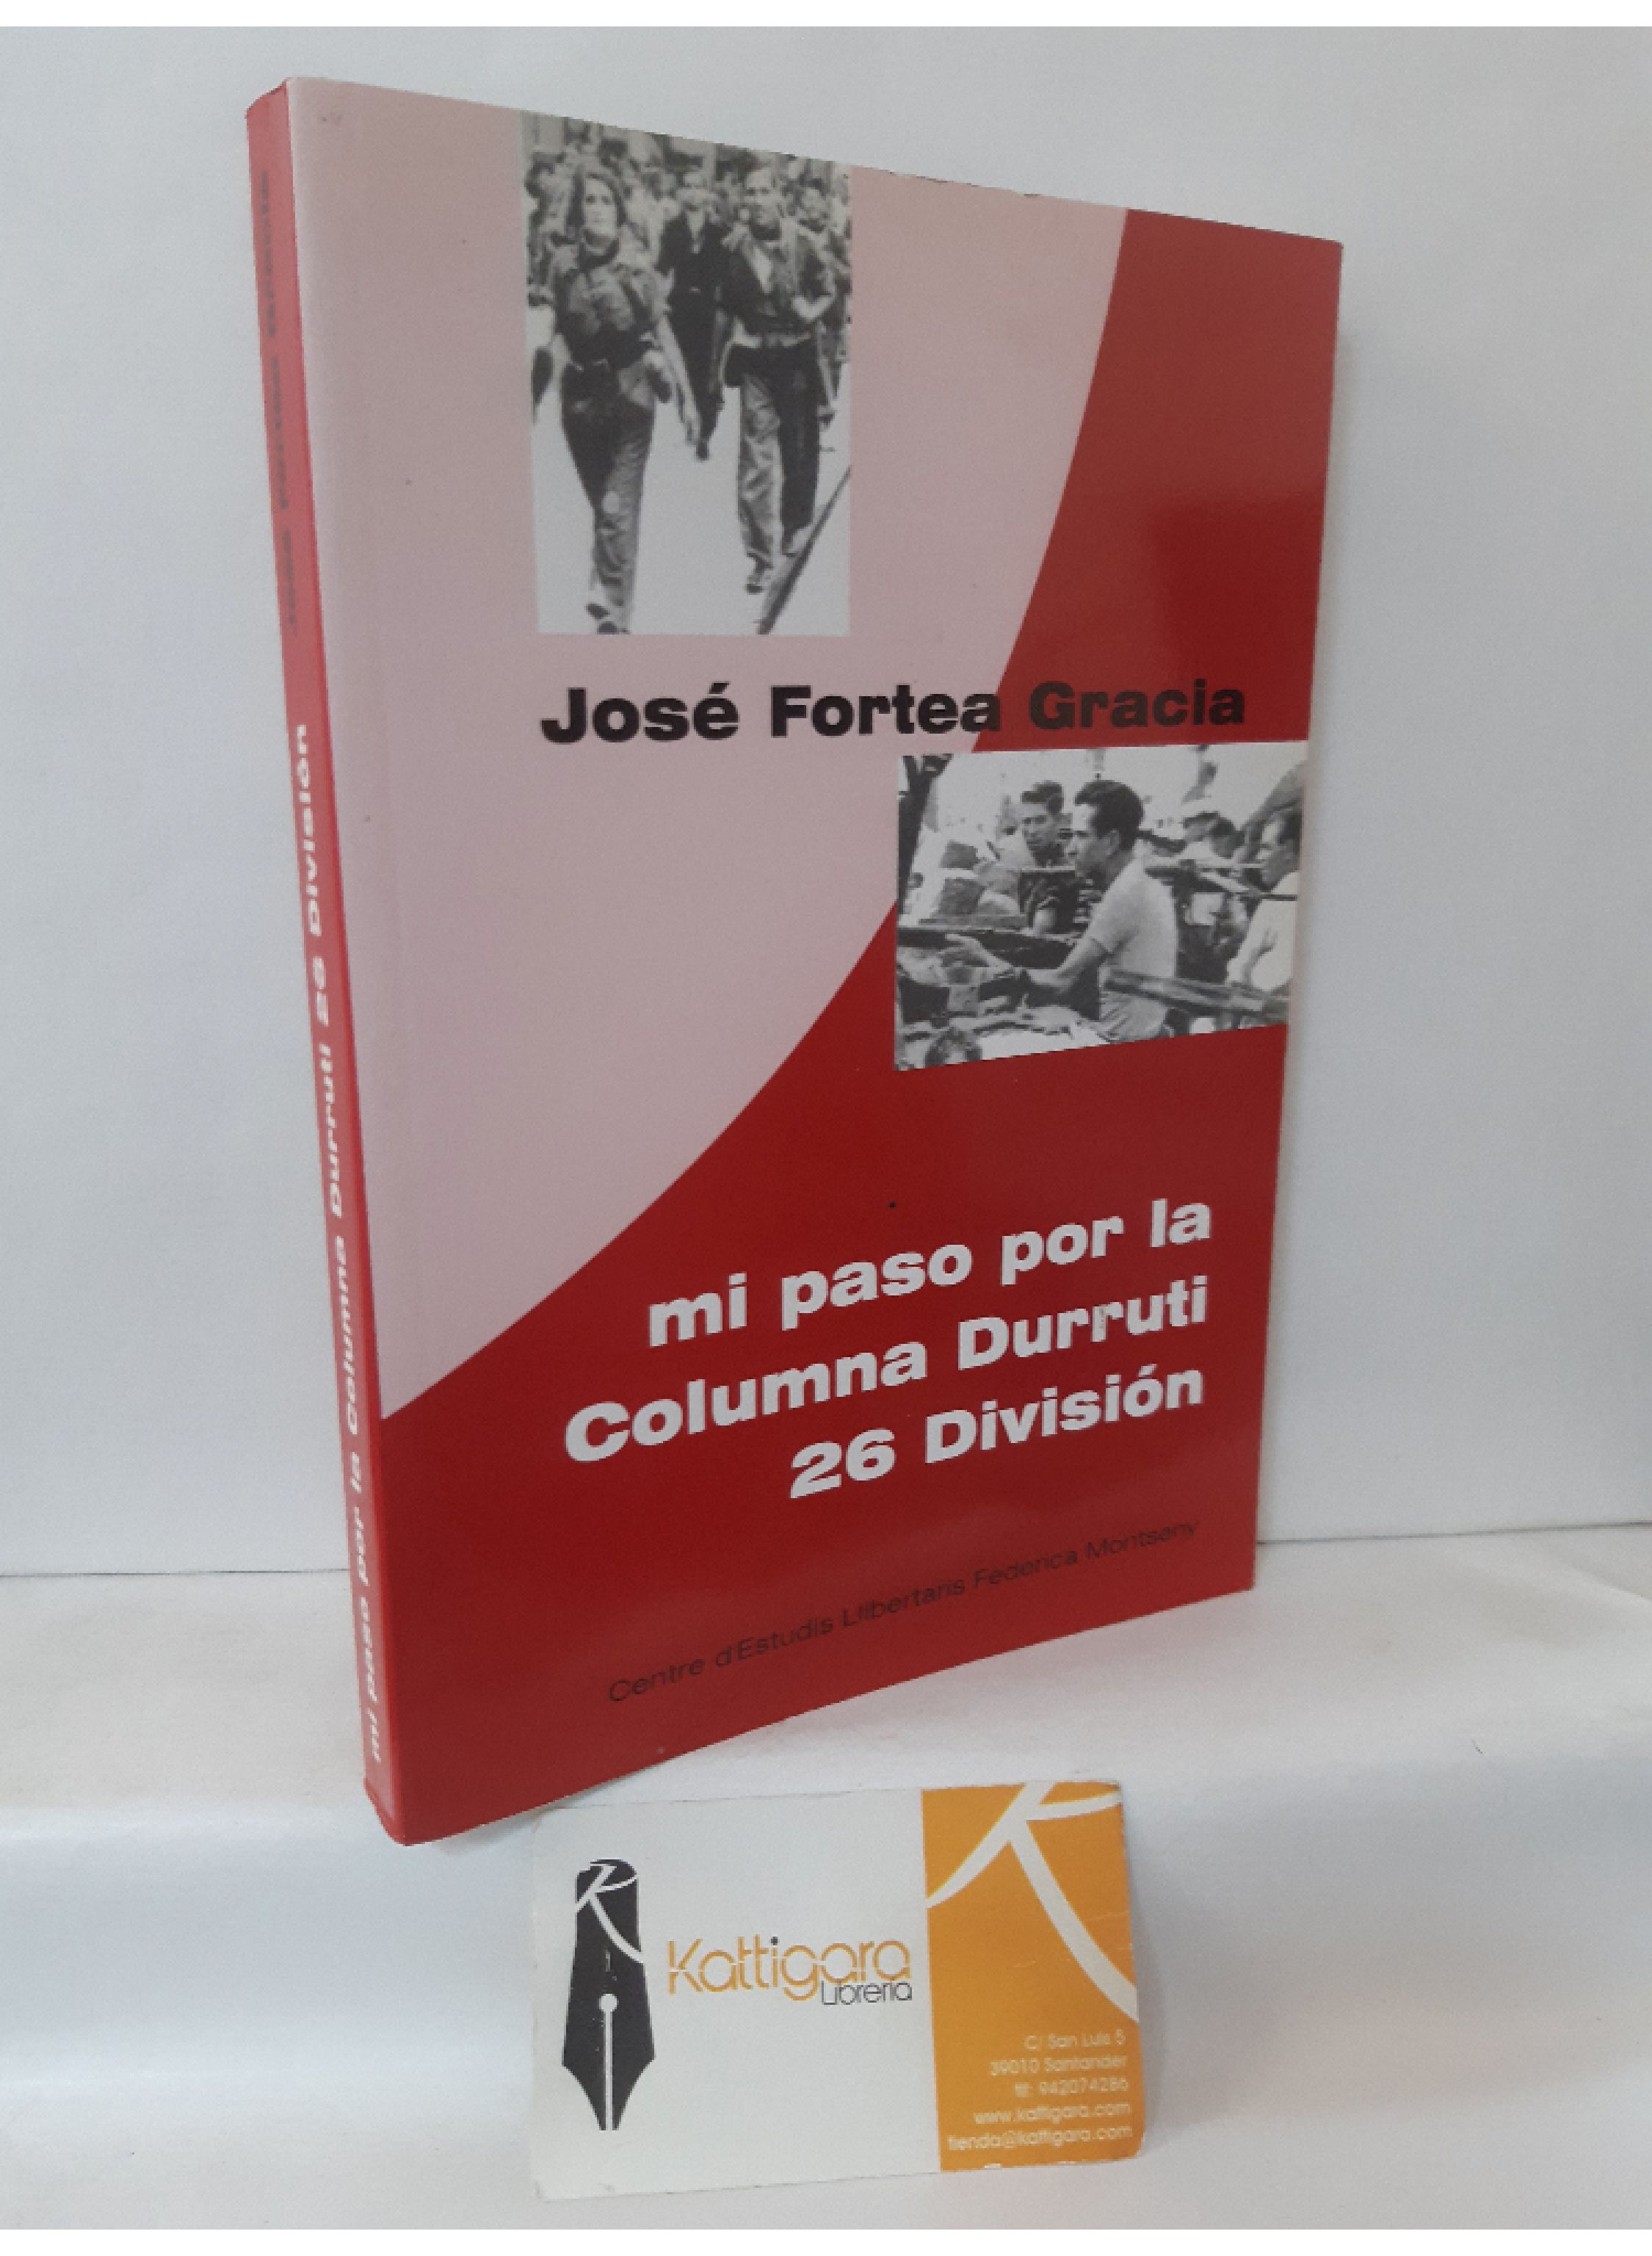 José Fortea Gracia
mi paso por la
Columna Durruti
26 División
Centre d'Estudis Llibertaris Federica Montseny
mi paso por la Columna Durruti 26 División
Kattigara
Librería
C/ San Luis 5
39010 Santander
tlf: 942074286
www.kattigara.com
tienda@kattigara.com